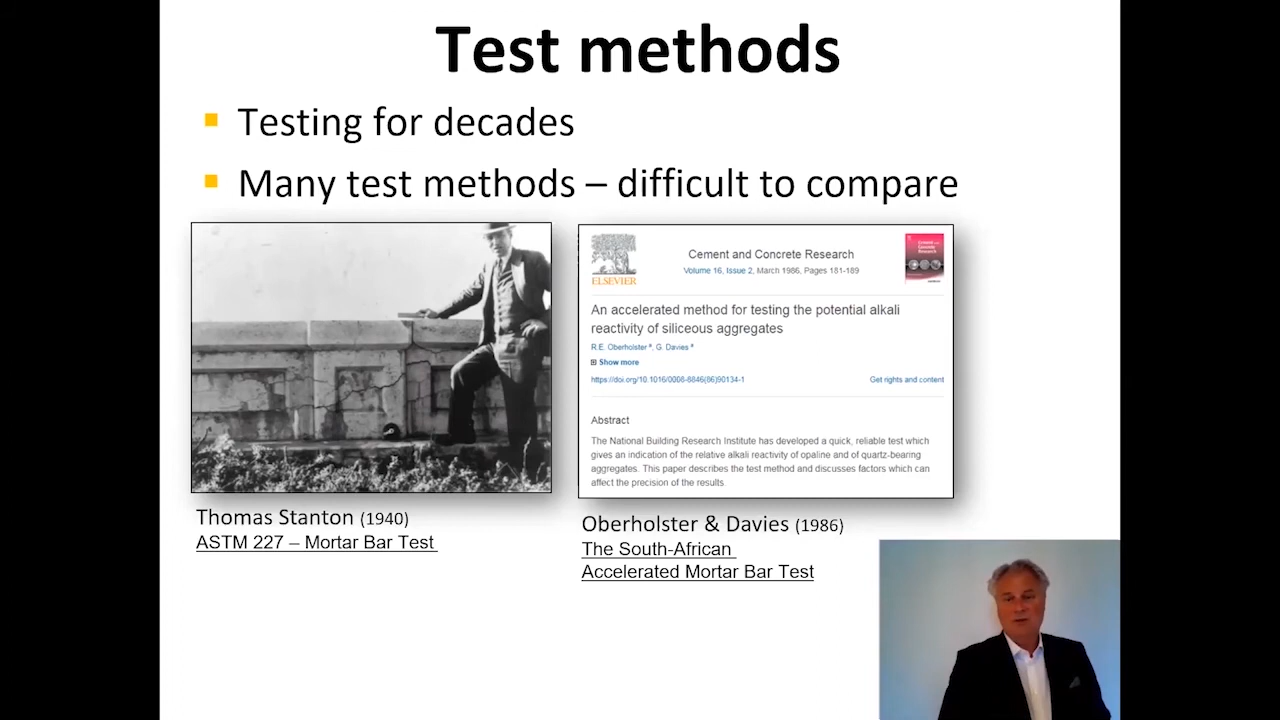 Test methods
Testing for decades
Many test methods – difficult to compare
ELSEVIER
Cement and Concrete Research
Volume 16, Issue 2, March 1986, Pages 181-189
An accelerated method for testing the potential alkali
reactivity of siliceous aggregates
R.E. Oberholster ª, G. Davies ª
Show more
https://doi.org/10.1016/0008-8846(86)90134-1
Get rights and content
Abstract
The National Building Research Institute has developed a quick, reliable test which
gives an indication of the relative alkali reactivity of opaline and of quartz-bearing
aggregates. This paper describes the test method and discusses factors which can
affect the precision of the results.
Thomas Stanton (1940)
ASTM 227 – Mortar Bar Test
Oberholster & Davies (1986)
The South-African
Accelerated Mortar Bar Test